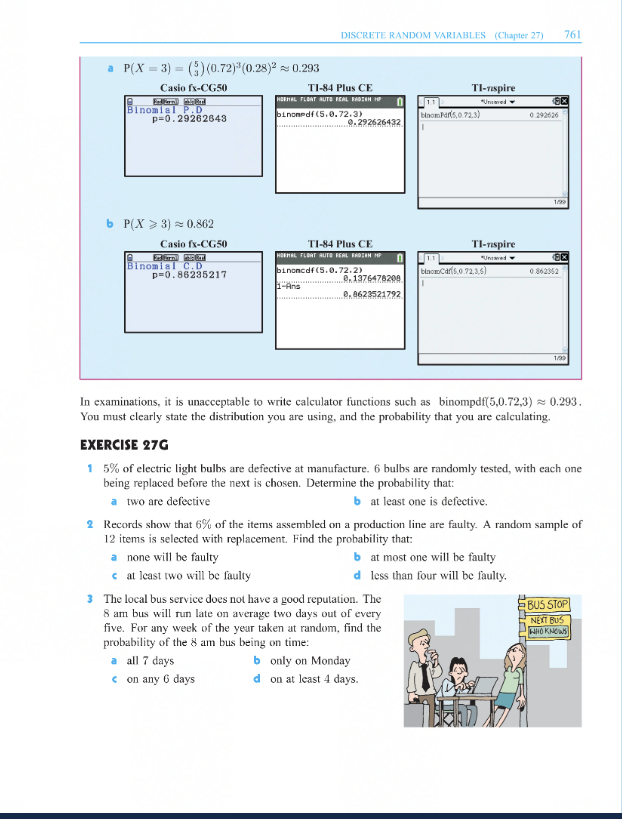 DISCRETE RANDOM VARIABLES (Chapter 27) 761
a P(X = 3) = (5 3)(0.72)³(0.28)² ≈ 0.293
Casio fx-CG50 TI-84 Plus CE TI-nspire
Binomial P.D
p=0.29262643
NORMAL FLOAT AUTO REAL RADIAN MP
binompdf(5,0.72,3)
0.292626432
1.1 *Unsaved
binomPdf(5,0.72,3) 0.292626
1/99
b P(X ⩾ 3) ≈ 0.862
Casio fx-CG50 TI-84 Plus CE TI-nspire
Binomial C.D
p=0.86235217
NORMAL FLOAT AUTO REAL RADIAN MP
binomcdf(5,0.72,2)
0.1376478208
1-Ans
0.8623521792
1.1 *Unsaved
binomCdf(5,0.72,3,5) 0.862352
1/99
In examinations, it is unacceptable to write calculator functions such as binompdf(5,0.72,3) ≈ 0.293.
You must clearly state the distribution you are using, and the probability that you are calculating.
EXERCISE 27G
1 5% of electric light bulbs are defective at manufacture. 6 bulbs are randomly tested, with each one
being replaced before the next is chosen. Determine the probability that:
a two are defective b at least one is defective.
2 Records show that 6% of the items assembled on a production line are faulty. A random sample of
12 items is selected with replacement. Find the probability that:
a none will be faulty b at most one will be faulty
c at least two will be faulty d less than four will be faulty.
3 The local bus service does not have a good reputation. The
8 am bus will run late on average two days out of every
five. For any week of the year taken at random, find the
probability of the 8 am bus being on time:
a all 7 days b only on Monday
c on any 6 days d on at least 4 days.
BUS STOP
NEXT BUS
WHO KNOWS